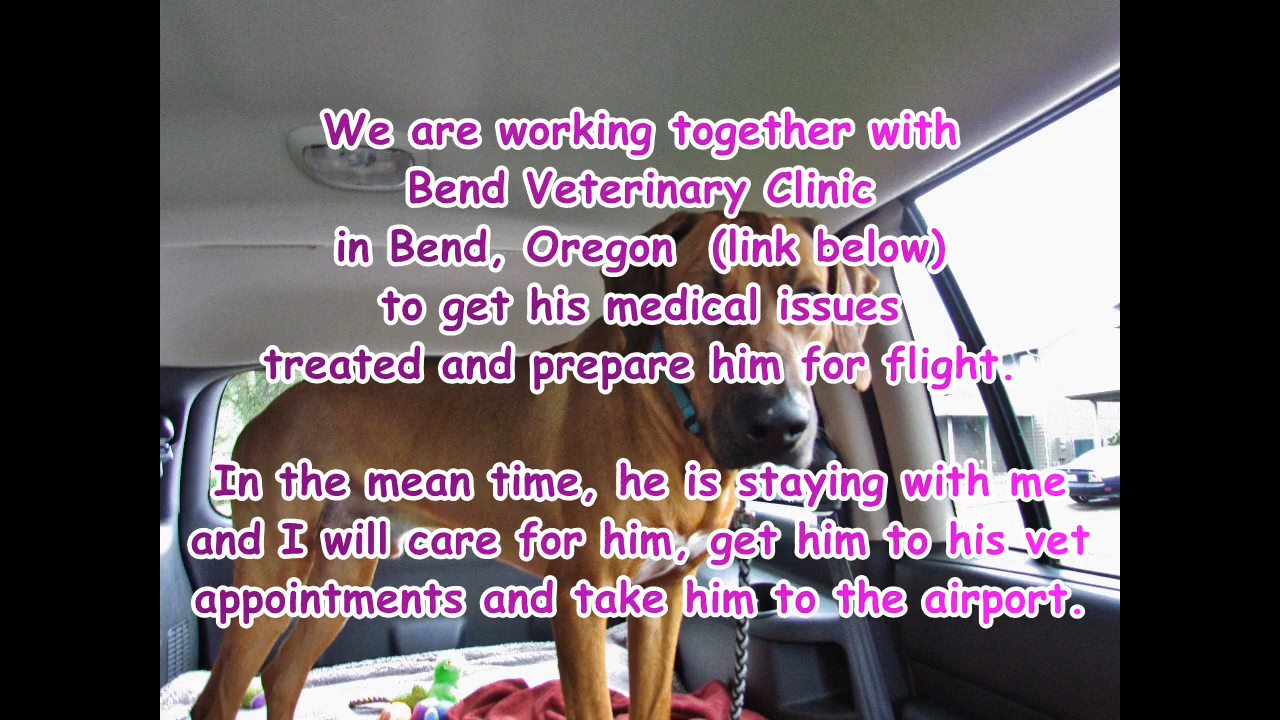 We are working together with
Bend Veterinary Clinic
in Bend, Oregon (link below)
to get his medical issues
treated and prepare him for flight.
In the mean time, he is staying with me
and I will care for him, get him to his vet
appointments and take him to the airport.